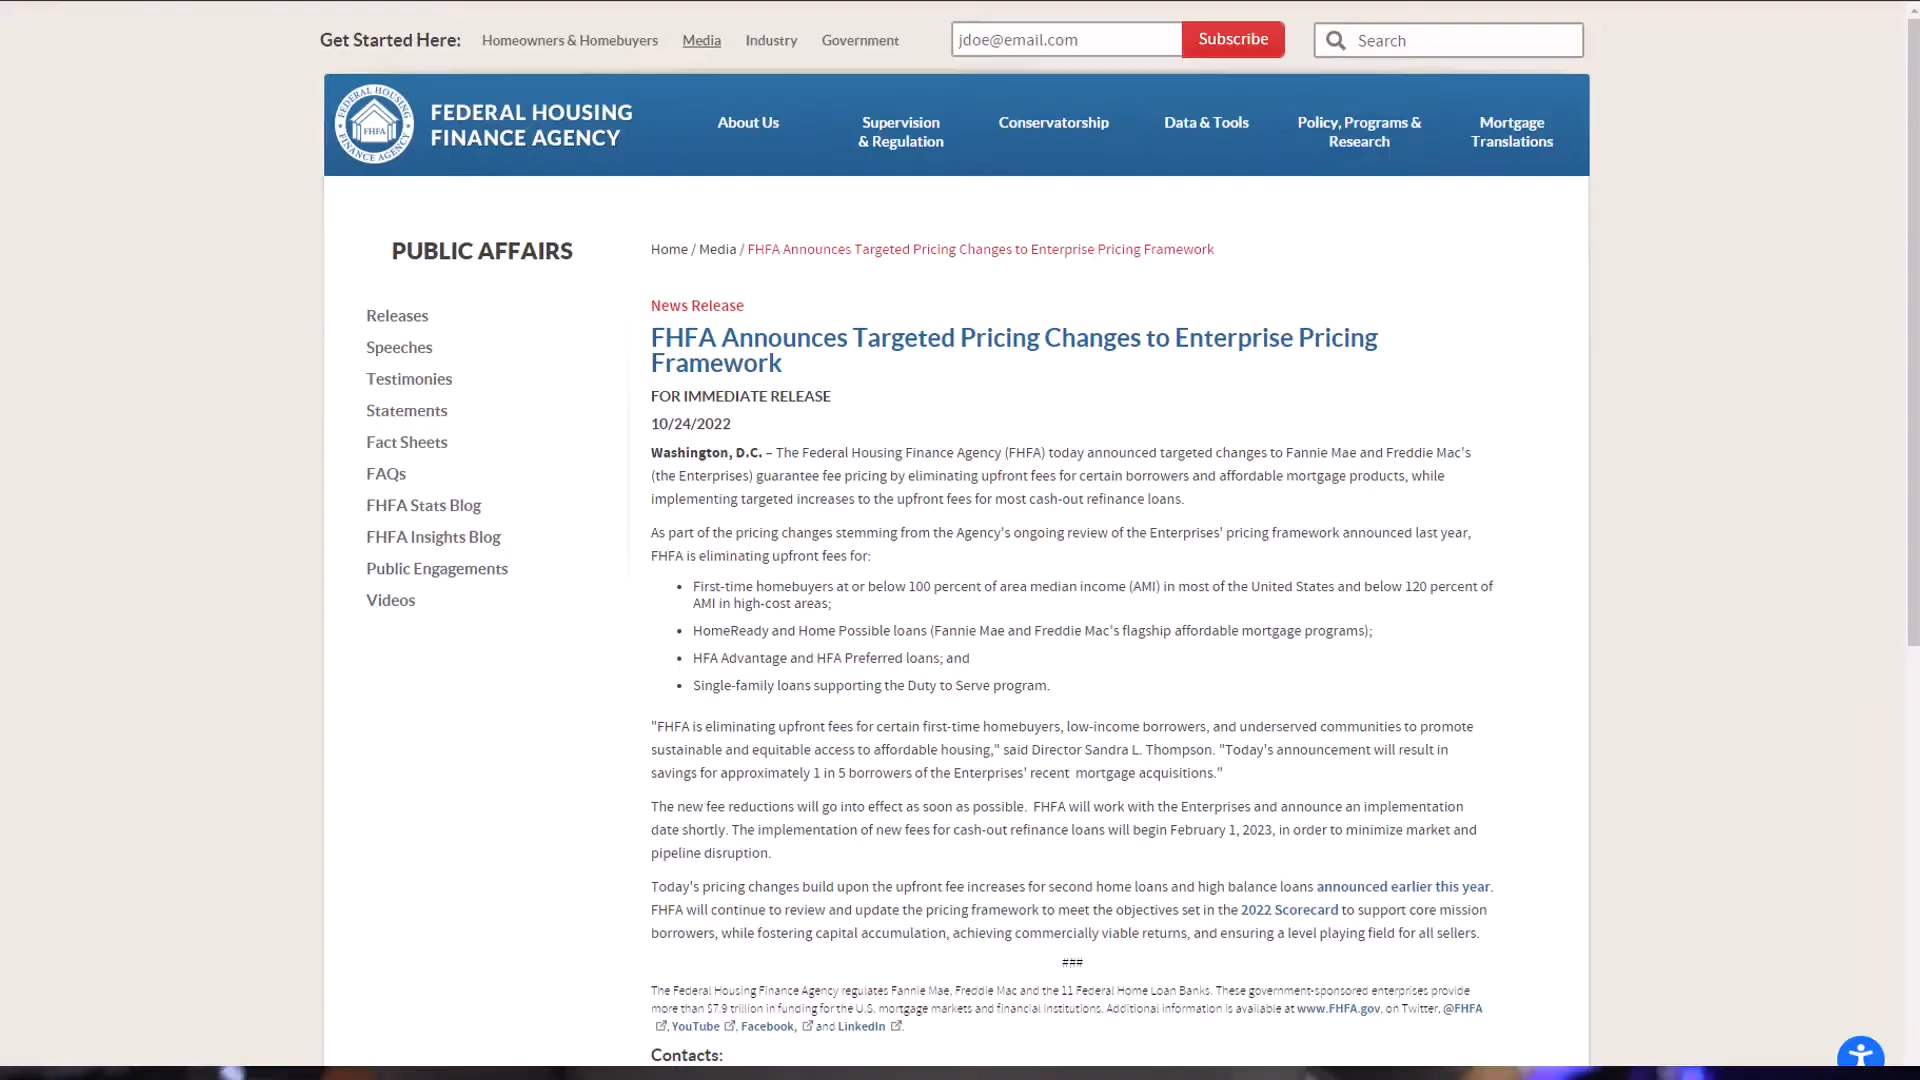 Get Started Here: Homeowners & Homebuyers Media Industry Government jdoe@email.com Subscribe Search
FEDERAL HOUSING FINANCE AGENCY
FHFA
FEDERAL HOUSING
FINANCE AGENCY
About Us
Supervision
& Regulation
Conservatorship
Data & Tools
Policy, Programs &
Research
Mortgage
Translations
PUBLIC AFFAIRS
Releases
Speeches
Testimonies
Statements
Fact Sheets
FAQs
FHFA Stats Blog
FHFA Insights Blog
Public Engagements
Videos
Home / Media / FHFA Announces Targeted Pricing Changes to Enterprise Pricing Framework
News Release
FHFA Announces Targeted Pricing Changes to Enterprise Pricing
Framework
FOR IMMEDIATE RELEASE
10/24/2022
Washington, D.C. – The Federal Housing Finance Agency (FHFA) today announced targeted changes to Fannie Mae and Freddie Mac's
(the Enterprises) guarantee fee pricing by eliminating upfront fees for certain borrowers and affordable mortgage products, while
implementing targeted increases to the upfront fees for most cash-out refinance loans.
As part of the pricing changes stemming from the Agency's ongoing review of the Enterprises' pricing framework announced last year,
FHFA is eliminating upfront fees for:
• First-time homebuyers at or below 100 percent of area median income (AMI) in most of the United States and below 120 percent of
AMI in high-cost areas;
• HomeReady and Home Possible loans (Fannie Mae and Freddie Mac's flagship affordable mortgage programs);
• HFA Advantage and HFA Preferred loans; and
• Single-family loans supporting the Duty to Serve program.
"FHFA is eliminating upfront fees for certain first-time homebuyers, low-income borrowers, and underserved communities to promote
sustainable and equitable access to affordable housing," said Director Sandra L. Thompson. "Today's announcement will result in
savings for approximately 1 in 5 borrowers of the Enterprises' recent mortgage acquisitions."
The new fee reductions will go into effect as soon as possible. FHFA will work with the Enterprises and announce an implementation
date shortly. The implementation of new fees for cash-out refinance loans will begin February 1, 2023, in order to minimize market and
pipeline disruption.
Today's pricing changes build upon the upfront fee increases for second home loans and high balance loans announced earlier this year.
FHFA will continue to review and update the pricing framework to meet the objectives set in the 2022 Scorecard to support core mission
borrowers, while fostering capital accumulation, achieving commercially viable returns, and ensuring a level playing field for all sellers.
###
The Federal Housing Finance Agency regulates Fannie Mae, Freddie Mac and the 11 Federal Home Loan Banks. These government-sponsored enterprises provide
more than $7.9 trillion in funding for the U.S. mortgage markets and financial institutions. Additional information is available at www.FHFA.gov, on Twitter, @FHFA
, YouTube , Facebook, and LinkedIn .
Contacts: